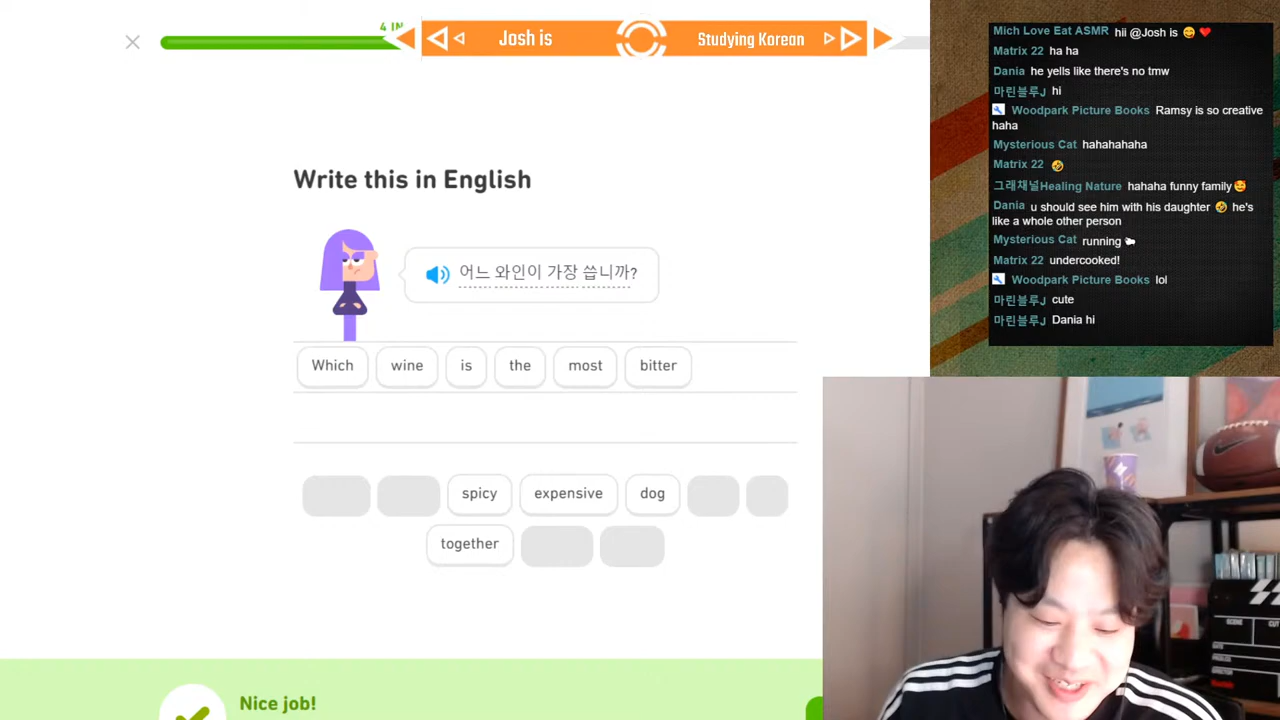 4 IN
Josh is
Studying Korean
Write this in English
어느 와인이 가장 씁니까?
Which wine is the most bitter
spicy expensive dog
together
Nice job!
Mich Love Eat ASMR hii @Josh is 😋 ❤️
Matrix 22 ha ha
Dania he yells like there's no tmw
마린블루J hi
Woodpark Picture Books Ramsy is so creative
haha
Mysterious Cat hahahahaha
Matrix 22 🤣
그래채널Healing Nature hahaha funny family🥰
Dania u should see him with his daughter 🤣 he's
like a whole other person
Mysterious Cat running 🐑
Matrix 22 undercooked!
Woodpark Picture Books lol
마린블루J cute
마린블루J Dania hi